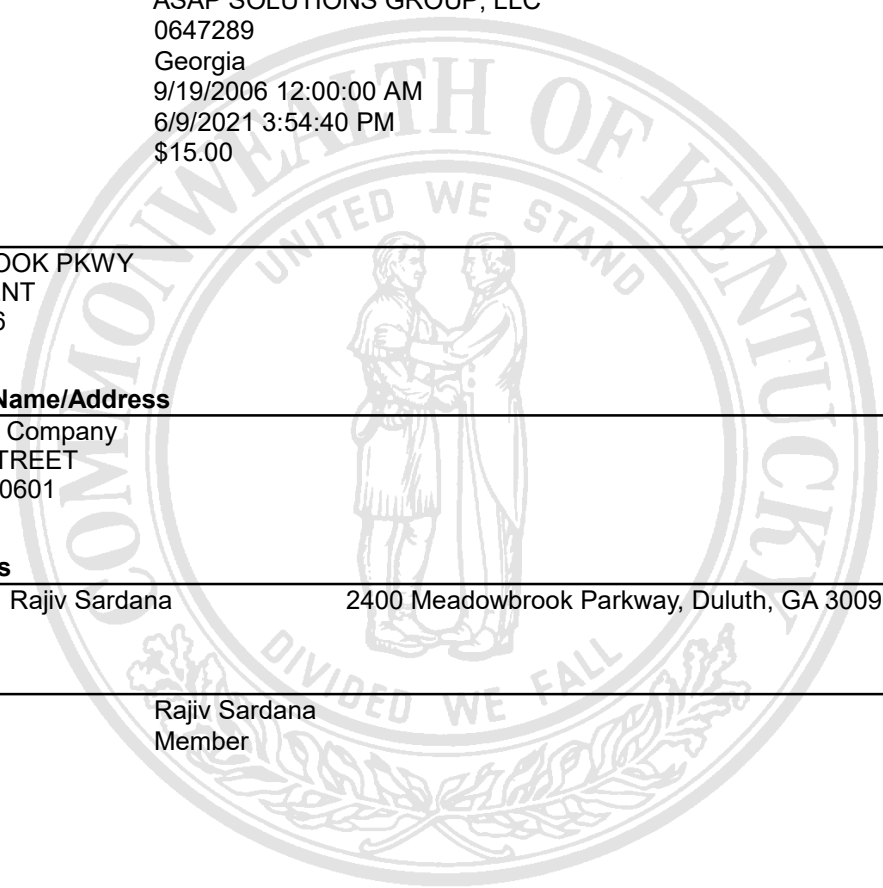 ASAP SOLUTIONS GROUP, LLC
0647289
Georgia
9/19/2006 12:00:00 AM
6/9/2021 3:54:40 PM
$15.00
COMMONWEALTH OF KENTUCKY
UNITED WE STAND
OOK PKWY
NT
6
Name/Address
Company
TREET
0601
s
Rajiv Sardana 2400 Meadowbrook Parkway, Duluth, GA 3009
DIVIDED WE FALL
Rajiv Sardana
Member